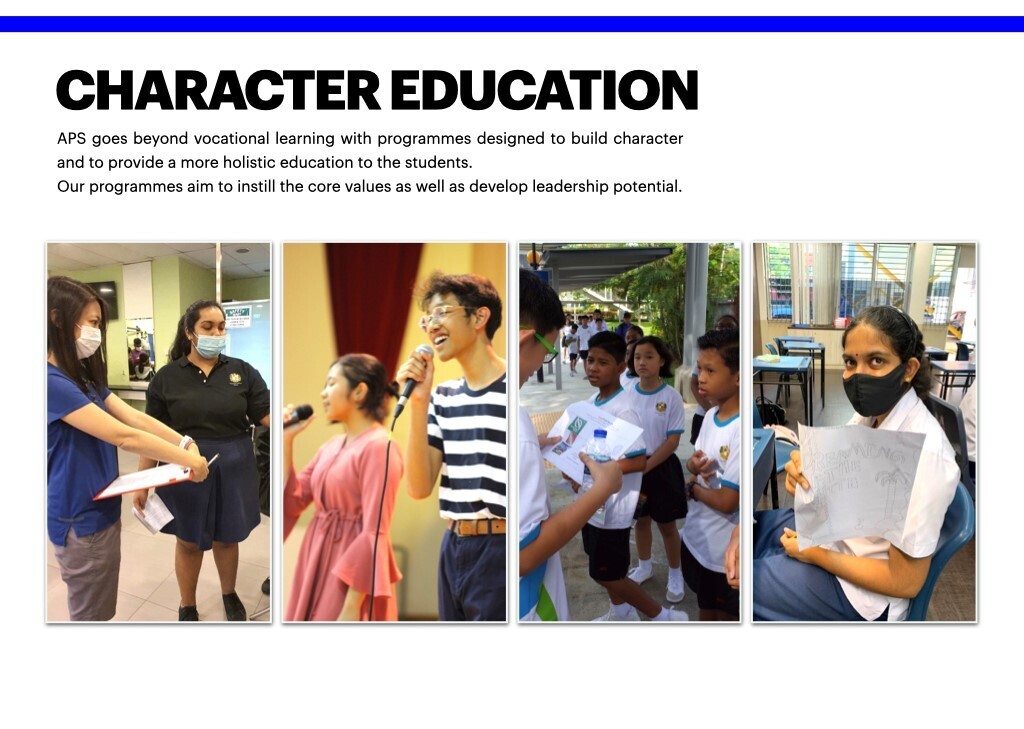 CHARACTER EDUCATION
APS goes beyond vocational learning with programmes designed to build character
and to provide a more holistic education to the students.
Our programmes aim to instill the core values as well as develop leadership potential.